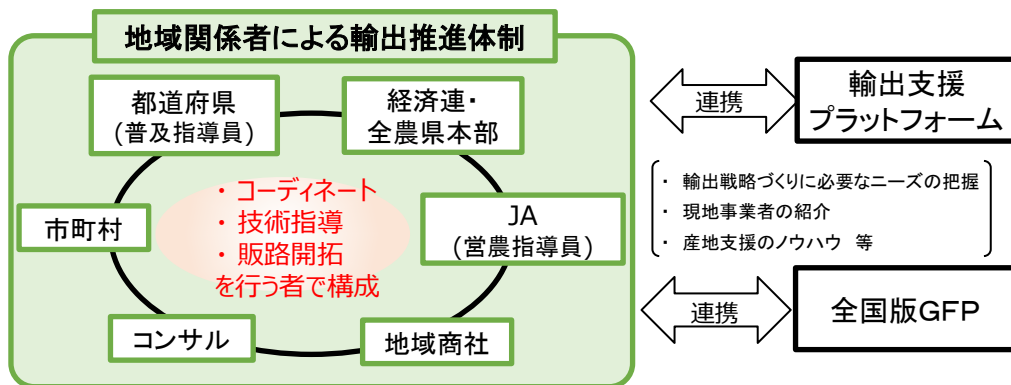 地域関係者による輸出推進体制
都道府県
(普及指導員)
経済連・
全農県本部
市町村
・コーディネート
・技術指導
・販路開拓
を行う者で構成
JA
(営農指導員)
コンサル
地域商社
連携
輸出支援
プラットフォーム
・ 輸出戦略づくりに必要なニーズの把握
・ 現地事業者の紹介
・ 産地支援のノウハウ 等
連携
全国版GFP